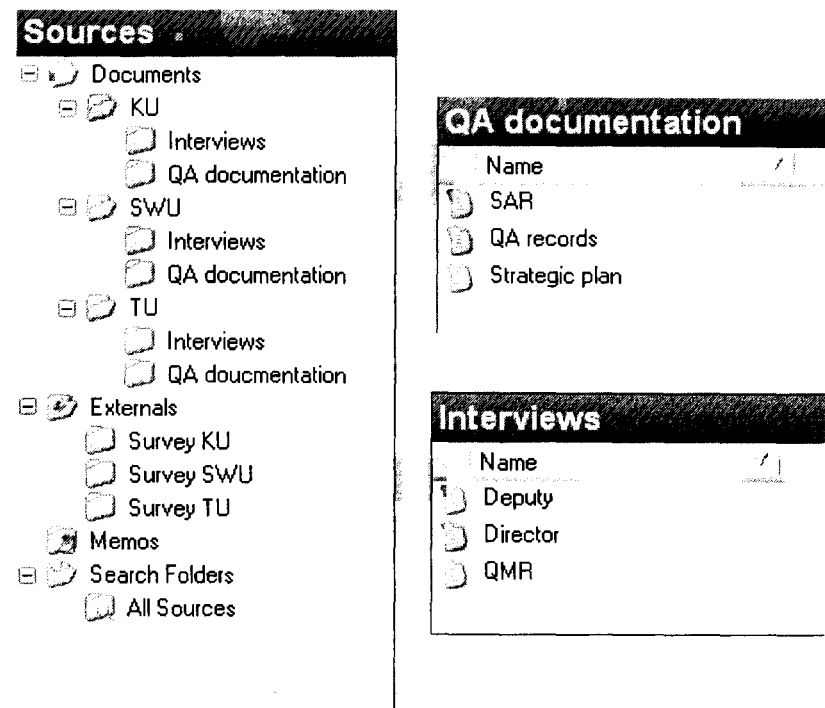 Sources
Documents
KU
Interviews
QA documentation
SWU
Interviews
QA documentation
TU
Interviews
QA doucmentation
Externals
Survey KU
Survey SWU
Survey TU
Memos
Search Folders
All Sources
QA documentation
Name
SAR
QA records
Strategic plan
Interviews
Name
Deputy
Director
QMR